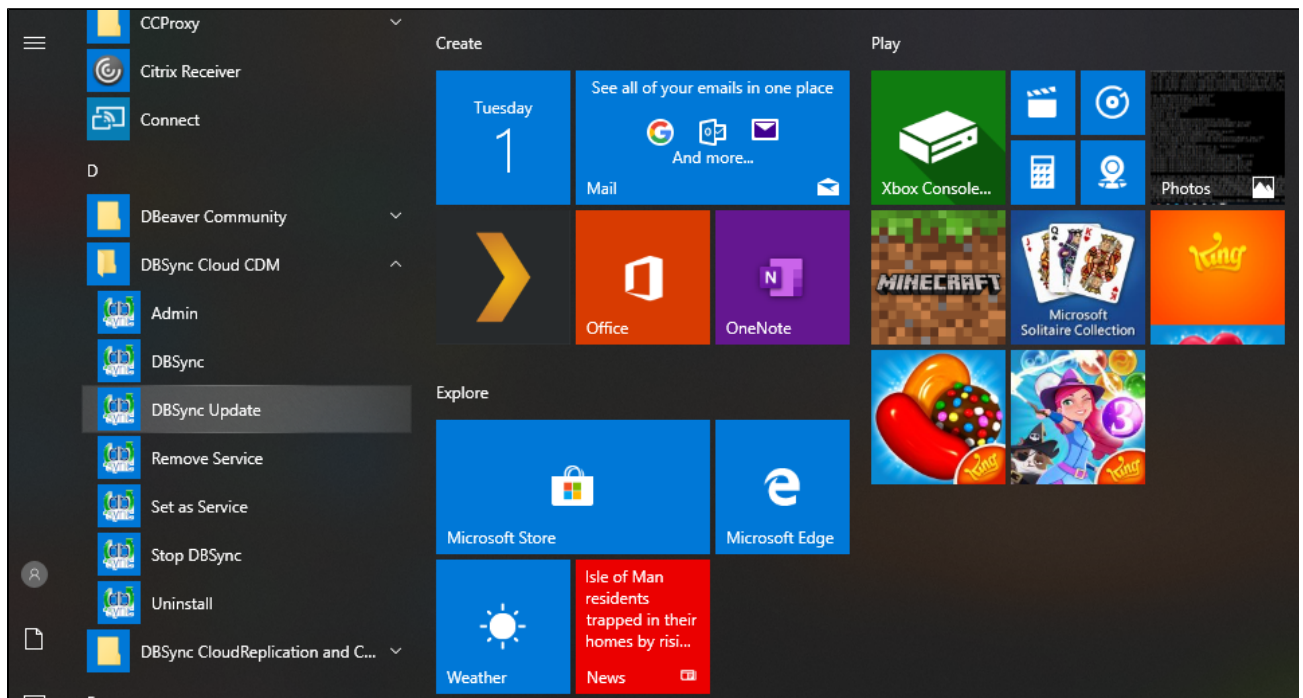 CCProxy
Citrix Receiver
Connect
D
DBeaver Community
DBSync Cloud CDM
Admin
DBSync
DBSync Update
Remove Service
Set as Service
Stop DBSync
Uninstall
DBSync CloudReplication and C...
Create
Tuesday
1
See all of your emails in one place
And more...
Mail
Office
N
OneNote
Explore
Microsoft Store
Microsoft Edge
Weather
Isle of Man
residents
trapped in their
homes by risi...
News
Play
Xbox Console...
Photos
MINECRAFT
J
Q
K
Microsoft
Solitaire Collection
King
King
3
King